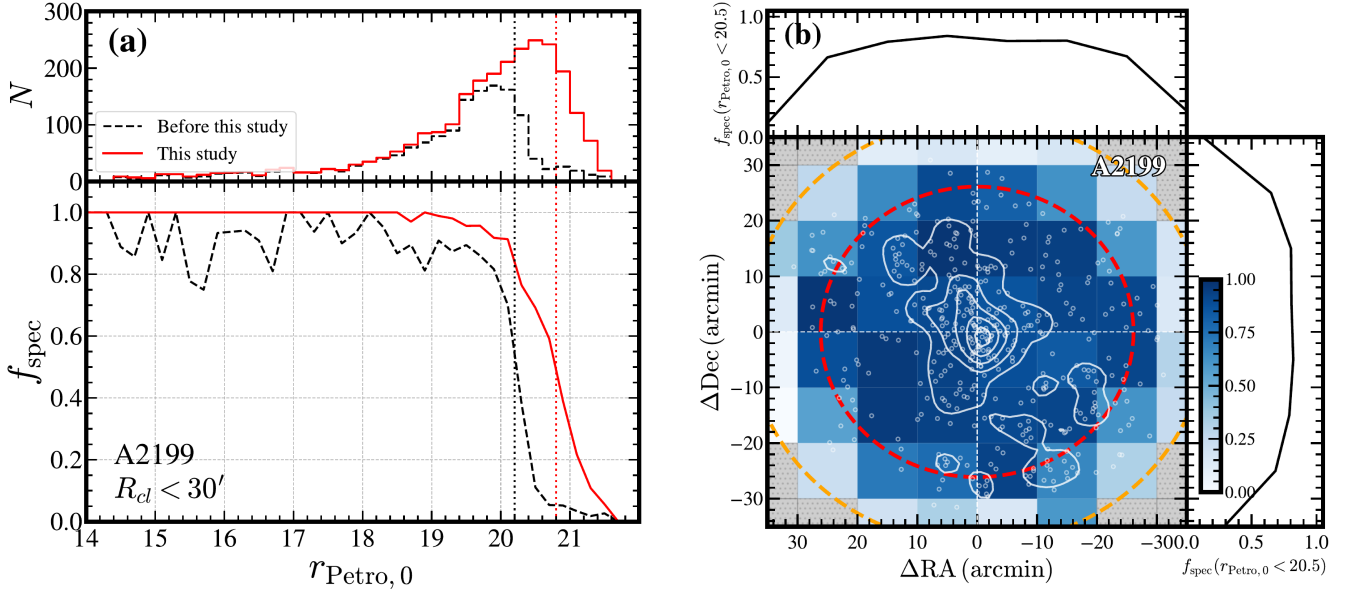 (a)
N
300
200
100
0
Before this study
This study
f_spec
1.0
0.8
0.6
0.4
0.2
0.0
A2199
R_cl < 30′
14 15 16 17 18 19 20 21
r_Petro, 0
(b)
f_spec(r_Petro, 0 < 20.5)
1.0
0.5
0.0
A2199
ΔDec (arcmin)
30
20
10
0
−10
−20
−30
1.00
0.75
0.50
0.25
0.00
30 20 10 0 −10 −20 −30
ΔRA (arcmin)
0.0 0.5 1.0
f_spec(r_Petro, 0 < 20.5)